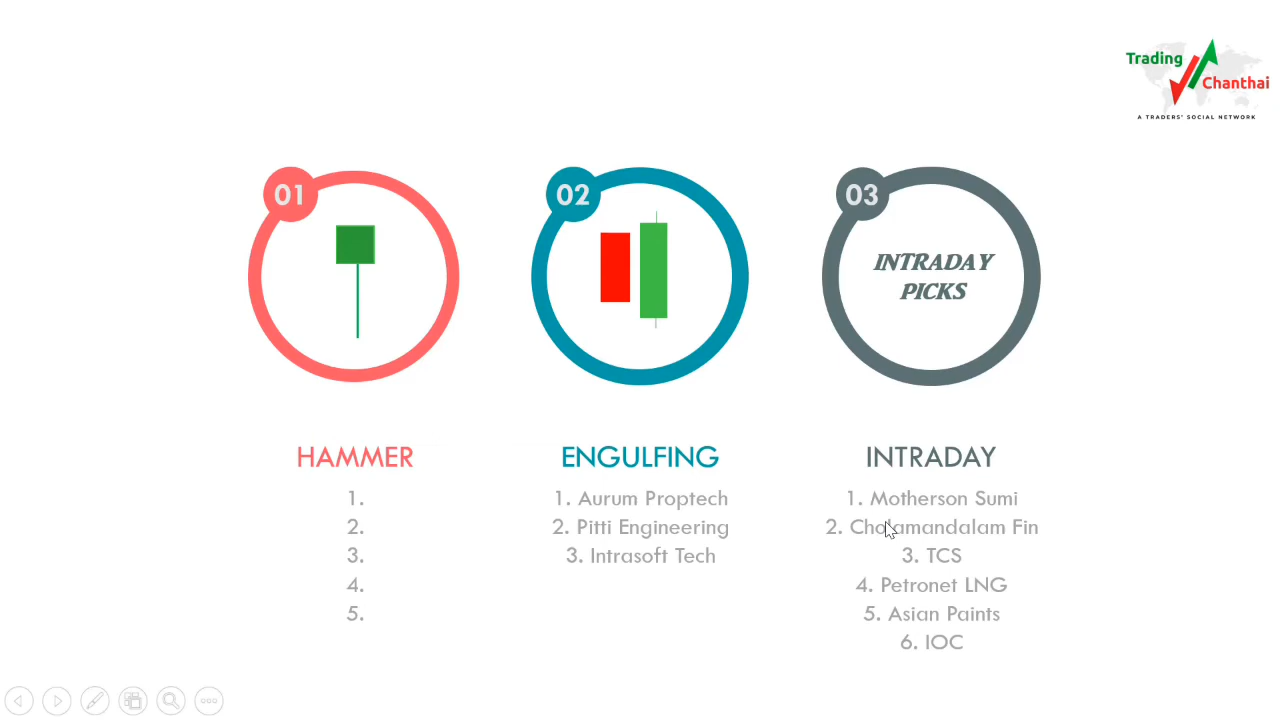 Trading
Chanthai
A TRADERS' SOCIAL NETWORK
01
02
03
INTRADAY
PICKS
HAMMER
1.
2.
3.
4.
5.
ENGULFING
1. Aurum Proptech
2. Pitti Engineering
3. Intrasoft Tech
INTRADAY
1. Motherson Sumi
2. Cholamandalam Fin
3. TCS
4. Petronet LNG
5. Asian Paints
6. IOC